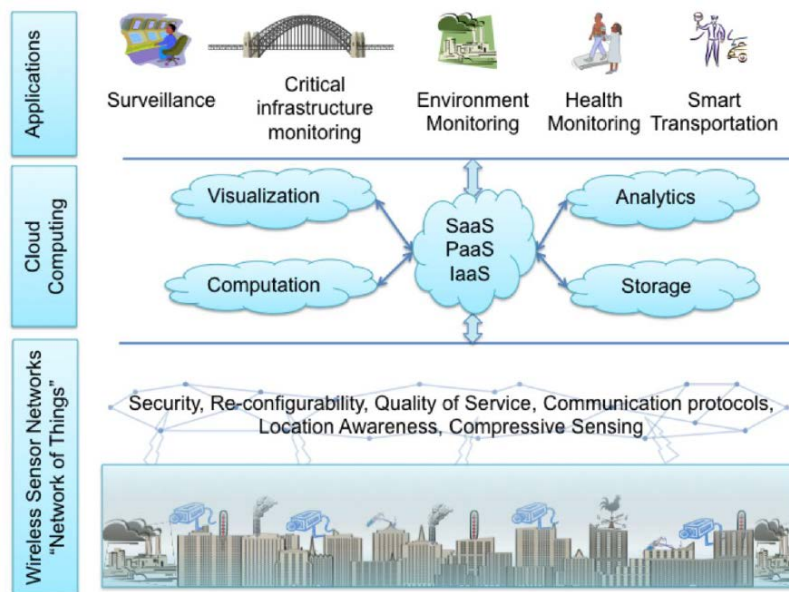 Applications
Surveillance
Critical
infrastructure
monitoring
Environment
Monitoring
Health
Monitoring
Smart
Transportation
Cloud
Computing
Visualization
Computation
SaaS
PaaS
IaaS
Analytics
Storage
Wireless Sensor Networks
“Network of Things”
Security, Re-configurability, Quality of Service, Communication protocols,
Location Awareness, Compressive Sensing